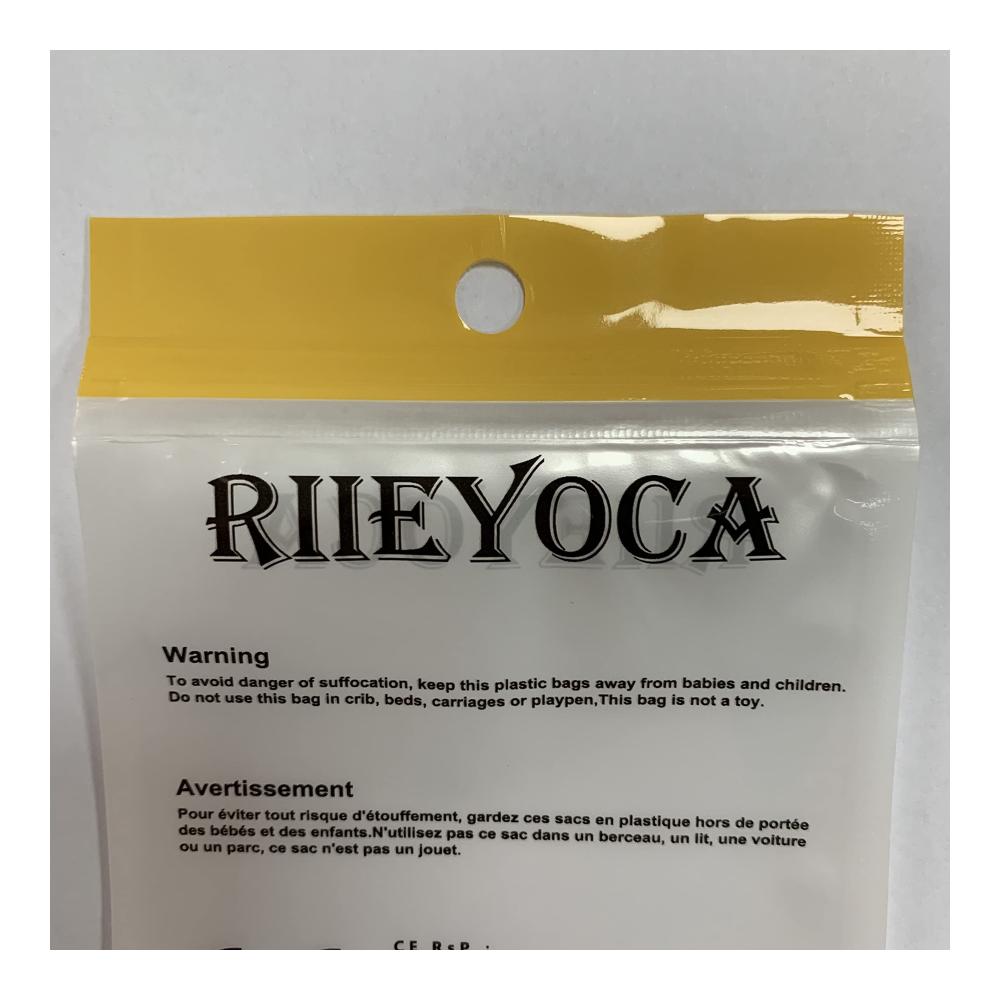 RIIEYOCA
Warning
To avoid danger of suffocation, keep this plastic bags away from babies and children.
Do not use this bag in crib, beds, carriages or playpen,This bag is not a toy.
Avertissement
Pour éviter tout risque d'étouffement, gardez ces sacs en plastique hors de portée
des bébés et des enfants.N'utilisez pas ce sac dans un berceau, un lit, une voiture
ou un parc, ce sac n'est pas un jouet.